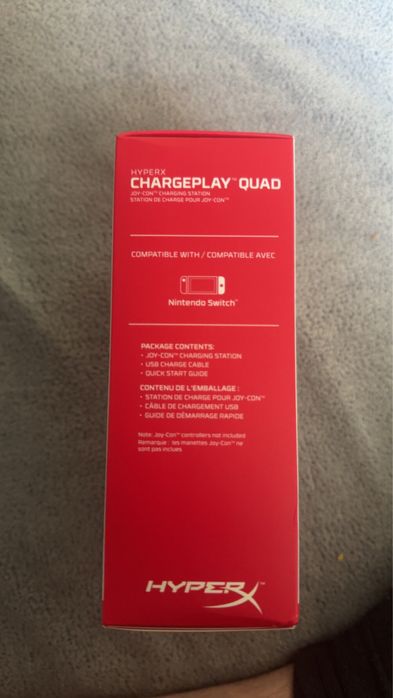 HYPERX
CHARGEPLAY™ QUAD
JOY-CON™ CHARGING STATION
STATION DE CHARGE POUR JOY-CON™
COMPATIBLE WITH / COMPATIBLE AVEC
Nintendo Switch™
PACKAGE CONTENTS:
• JOY-CON™ CHARGING STATION
• USB CHARGE CABLE
• QUICK START GUIDE
CONTENU DE L'EMBALLAGE :
• STATION DE CHARGE POUR JOY-CON™
• CÂBLE DE CHARGEMENT USB
• GUIDE DE DÉMARRAGE RAPIDE
Note: Joy-Con™ controllers not included
Remarque : les manettes Joy-Con™ ne
sont pas inclues
HYPERX™